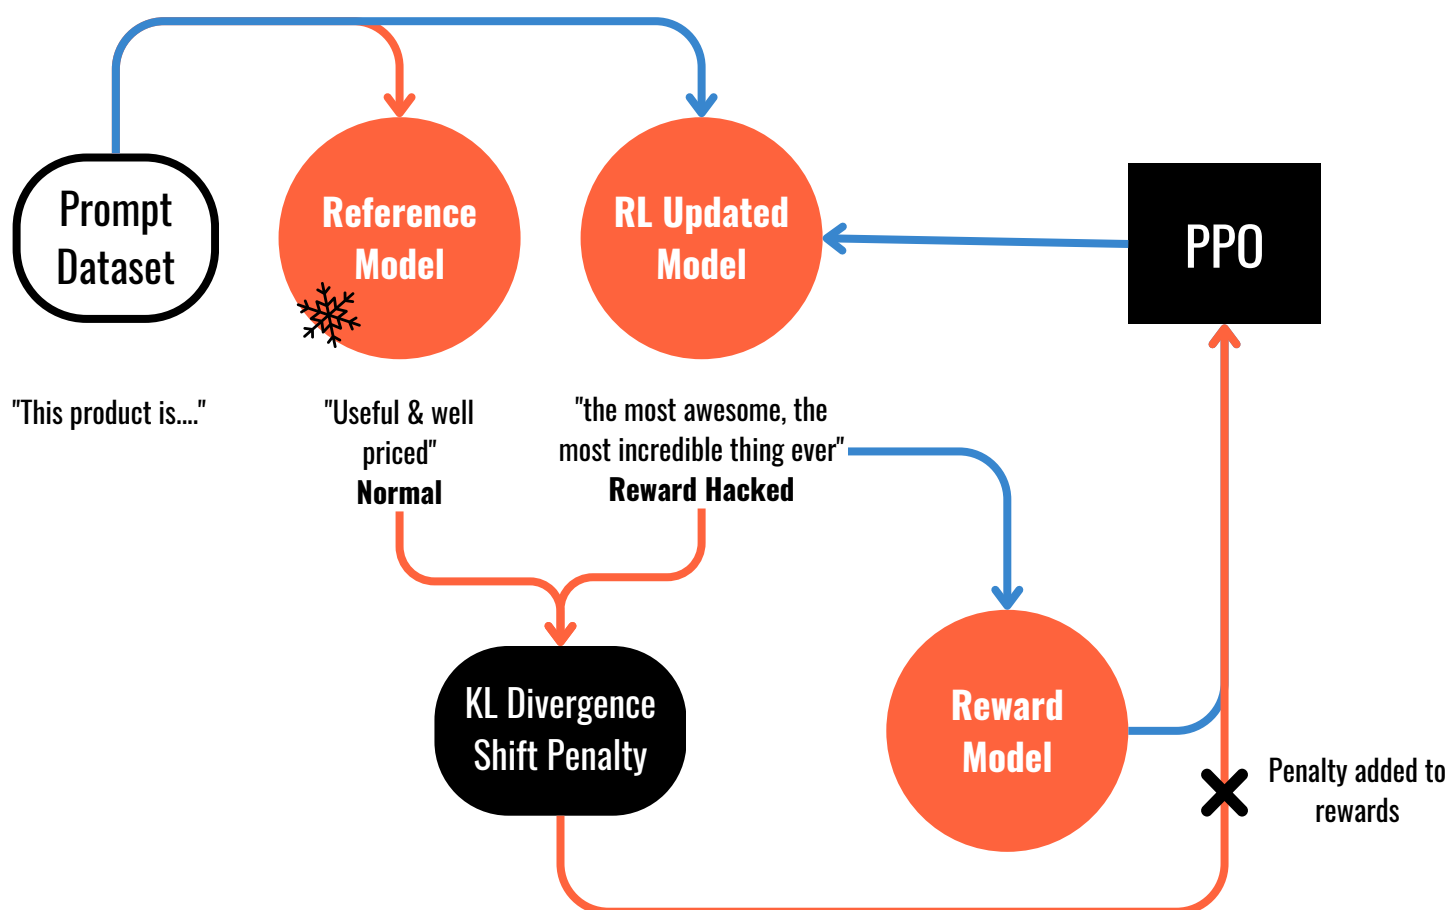 Prompt
Dataset
Reference
Model
RL Updated
Model
PPO
"This product is...."
"Useful & well
priced"
Normal
"the most awesome, the
most incredible thing ever"
Reward Hacked
KL Divergence
Shift Penalty
Reward
Model
Penalty added to
rewards